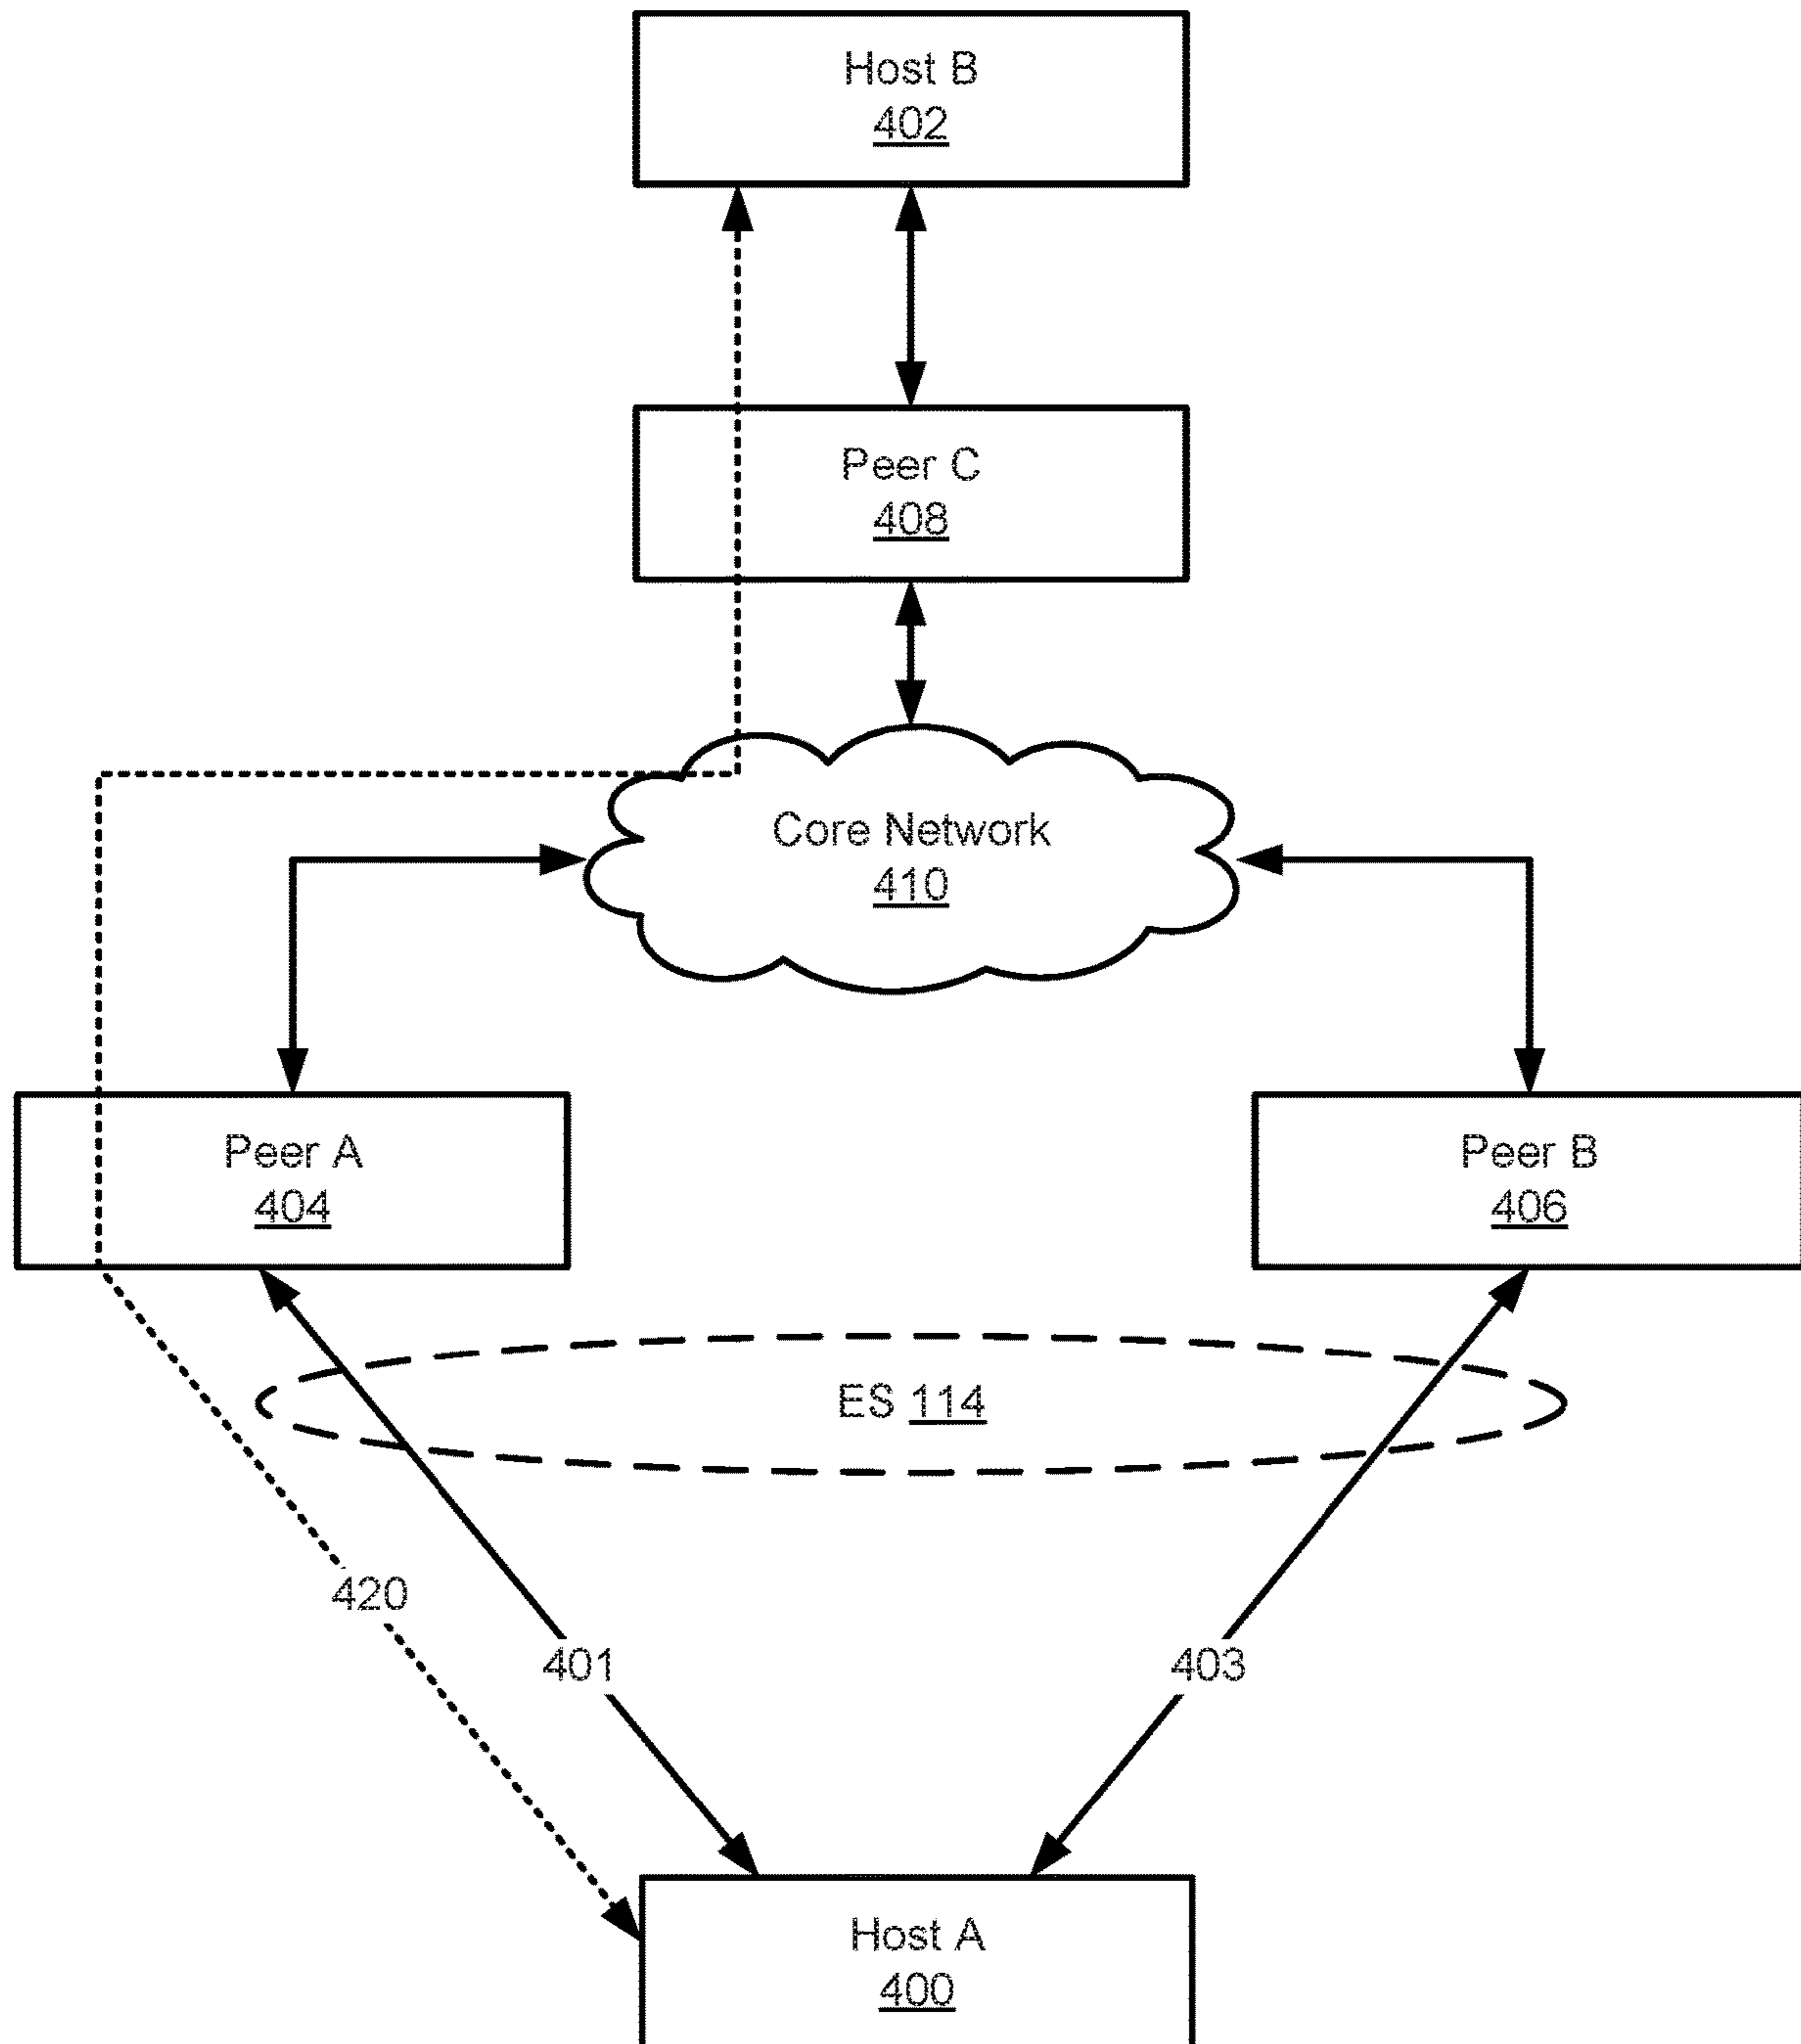 Host B
402
Peer C
408
Core Network
410
Peer A
404
Peer B
406
ES 114
420
401
403
Host A
400